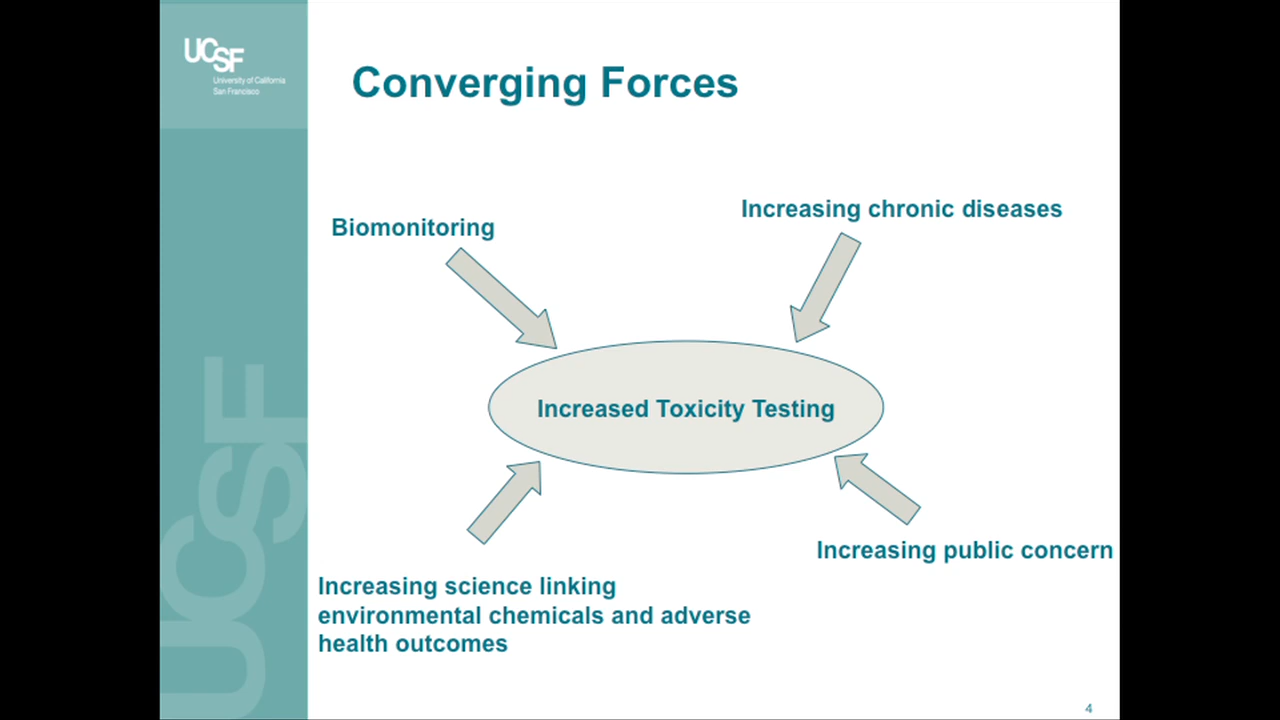 UCSF
University of California
San Francisco
Converging Forces
Biomonitoring
Increasing chronic diseases
Increased Toxicity Testing
Increasing public concern
Increasing science linking
environmental chemicals and adverse
health outcomes
UCSF
4